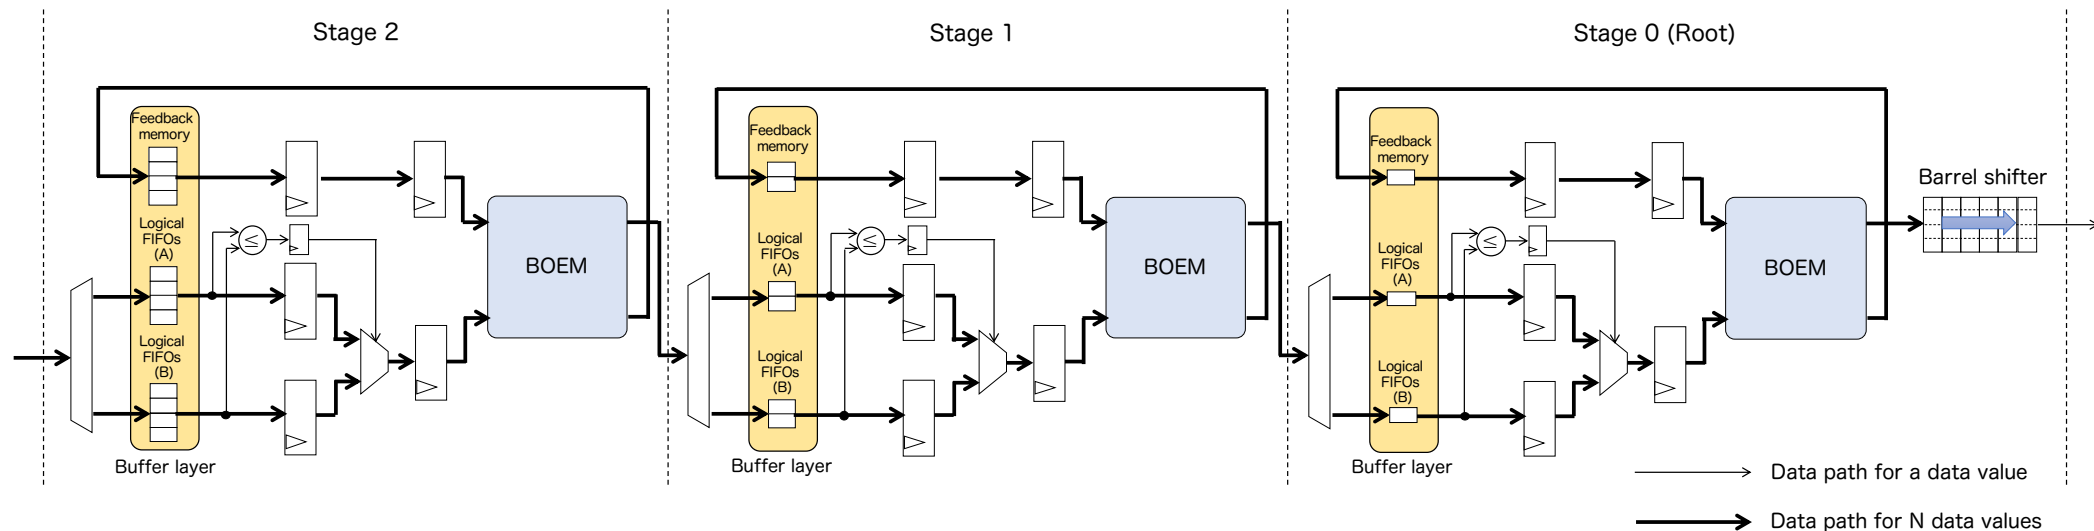 Stage 2
Feedback
memory
Logical
FIFOs
(A)
≤
Logical
FIFOs
(B)
BOEM
Buffer layer
Stage 1
Feedback
memory
Logical
FIFOs
(A)
≤
Logical
FIFOs
(B)
BOEM
Buffer layer
Stage 0 (Root)
Feedback
memory
Logical
FIFOs
(A)
≤
Logical
FIFOs
(B)
BOEM
Buffer layer
Barrel shifter
Data path for a data value
Data path for N data values